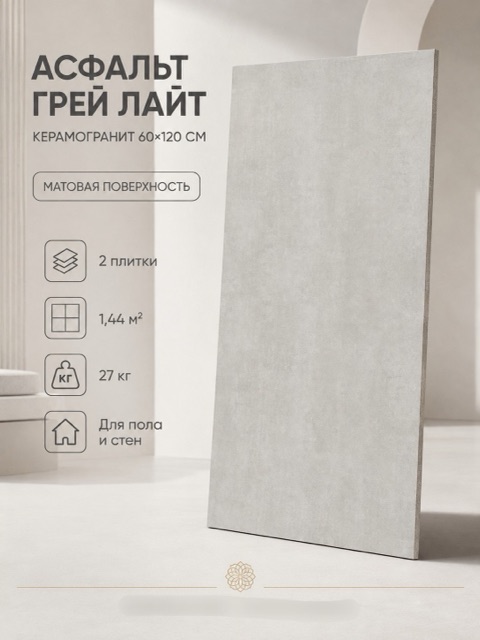 АСФАЛЬТ
ГРЕЙ ЛАЙТ
КЕРАМОГРАНИТ 60×120 СМ
МАТОВАЯ ПОВЕРХНОСТЬ
2 плитки
1,44 м²
КГ
27 кг
Для пола
и стен